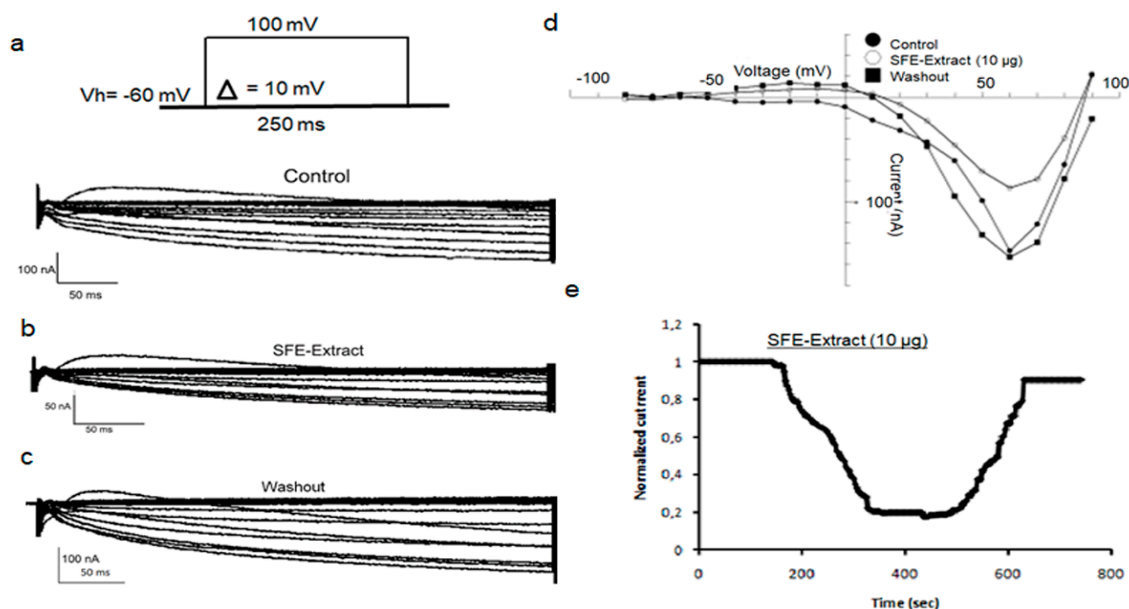 a
100 mV
Vh= -60 mV
Δ = 10 mV
250 ms
Control
100 nA
50 ms
b
SFE-Extract
50 nA
50 ms
c
Washout
100 nA
50 ms
d
Control
SFE-Extract (10 µg)
Washout
Voltage (mV)
-100
-50
50
100
100
Current (nA)
e
SFE-Extract (10 µg)
1,2
1
0,8
0,6
0,4
0,2
0
Normalized cutrrent
0
200
400
600
800
Time (sec)